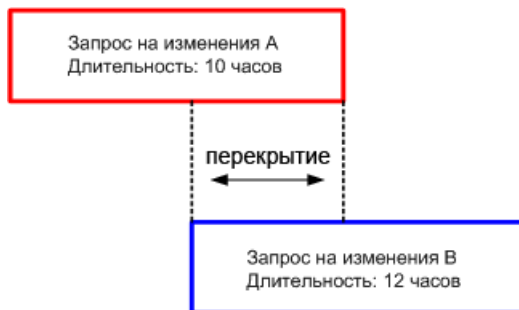 Запрос на изменения А
Длительность: 10 часов
перекрытие
Запрос на изменения В
Длительность: 12 часов